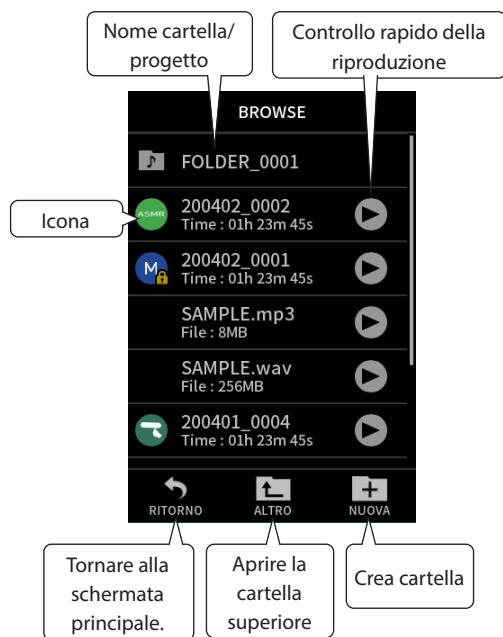 Nome cartella/
progetto
Controllo rapido della
riproduzione
BROWSE
FOLDER_0001
Icona
ASMR
200402_0002
Time : 01h 23m 45s
M
200402_0001
Time : 01h 23m 45s
SAMPLE.mp3
File : 8MB
SAMPLE.wav
File : 256MB
200401_0004
Time : 01h 23m 45s
RITORNO
ALTRO
NUOVA
Tornare alla
schermata
principale.
Aprire la
cartella
superiore
Crea cartella